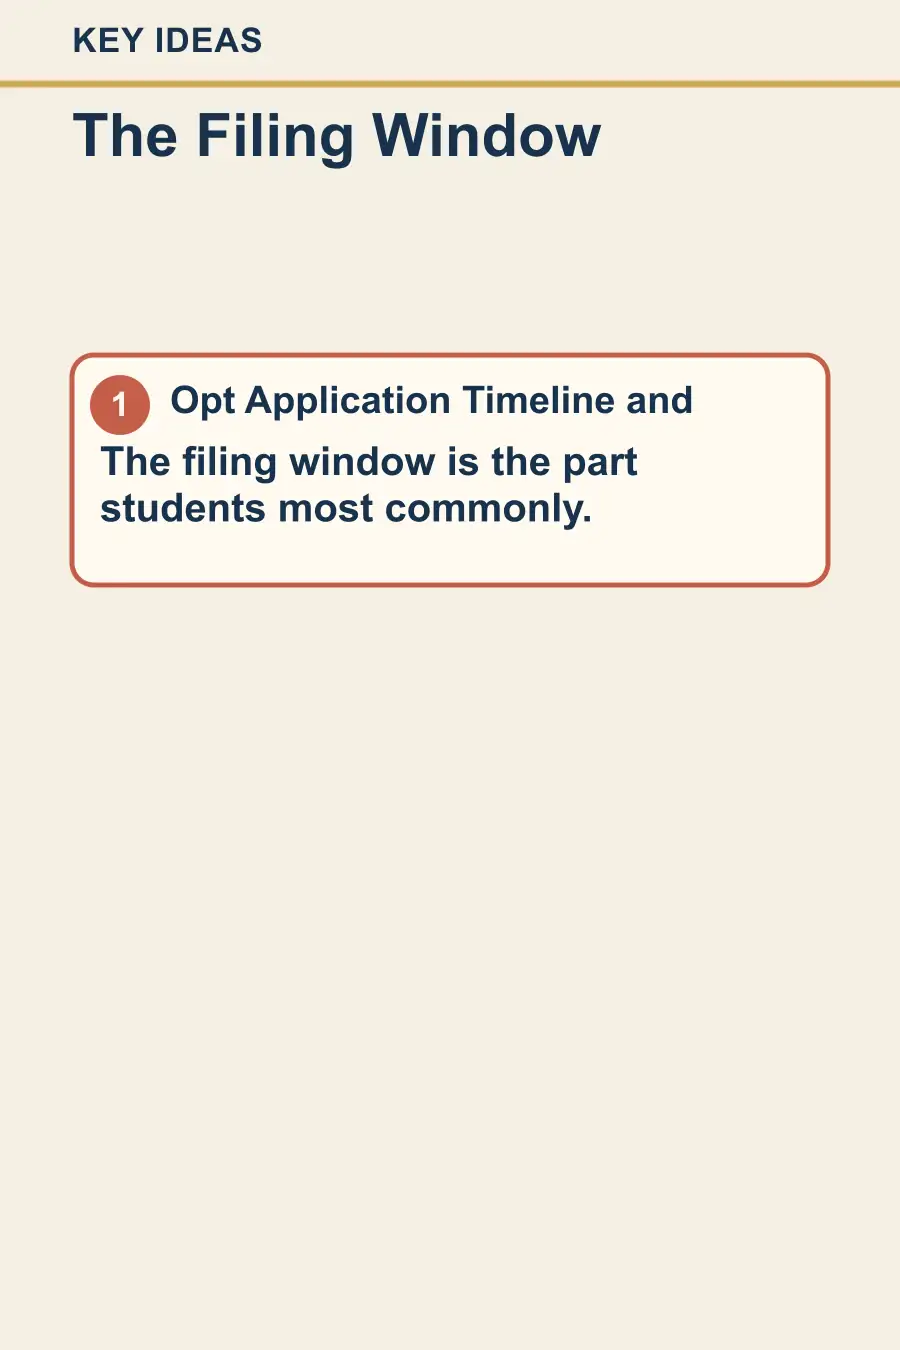 KEY IDEAS
The Filing Window
1 Opt Application Timeline and
The filing window is the part
students most commonly.